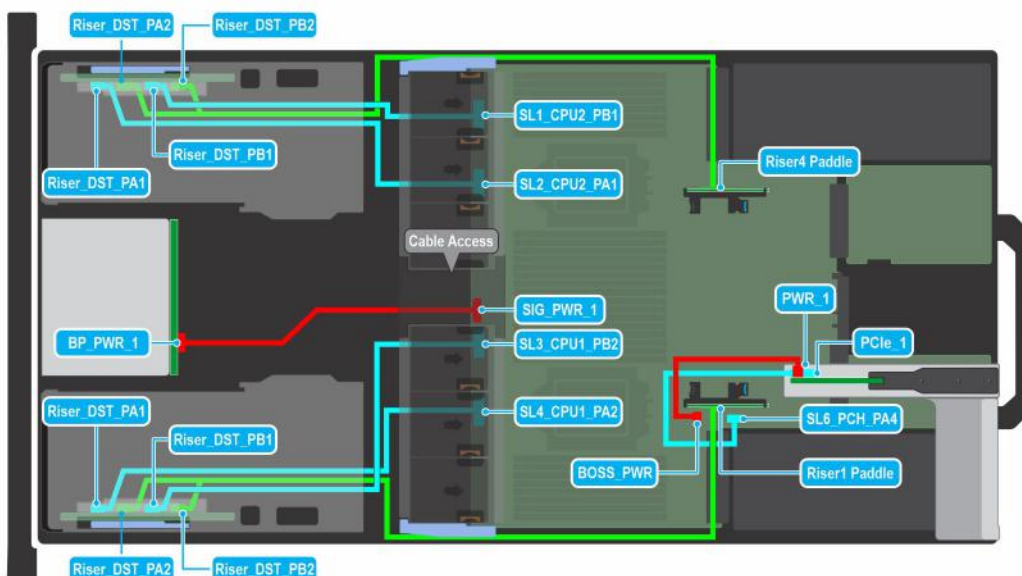 Riser_DST_PA2
Riser_DST_PB2
SL1_CPU2_PB1
Riser_DST_PB1
Riser_DST_PA1
SL2_CPU2_PA1
Riser4 Paddle
Cable Access
SIG_PWR_1
PWR_1
BP_PWR_1
SL3_CPU1_PB2
PCIe_1
Riser_DST_PA1
Riser_DST_PB1
SL4_CPU1_PA2
SL6_PCH_PA4
BOSS_PWR
Riser1 Paddle
Riser_DST_PA2
Riser_DST_PB2